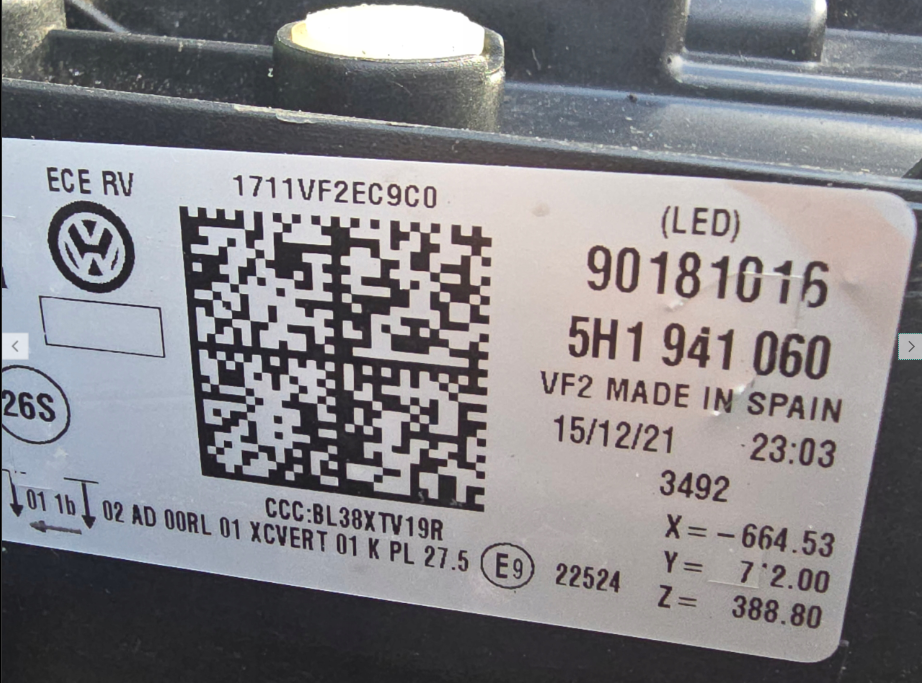 ECE RV
1711VF2EC9C0
(LED)
90181016
5H1 941 060
VF2 MADE IN SPAIN
15/12/21 23:03
26S
3492
CCC:BL38XTV19R
01 1b 02 AD 00RL 01 XCVERT 01 K PL 27.5 E9 22524
X= -664.53
Y=
Z= 388.80